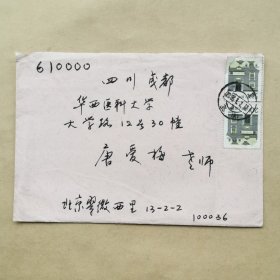 610000
四川成都
华西医科大学
大学路12号30幢
唐爱梅 老师
北京翠微西里 13-2-2
100036